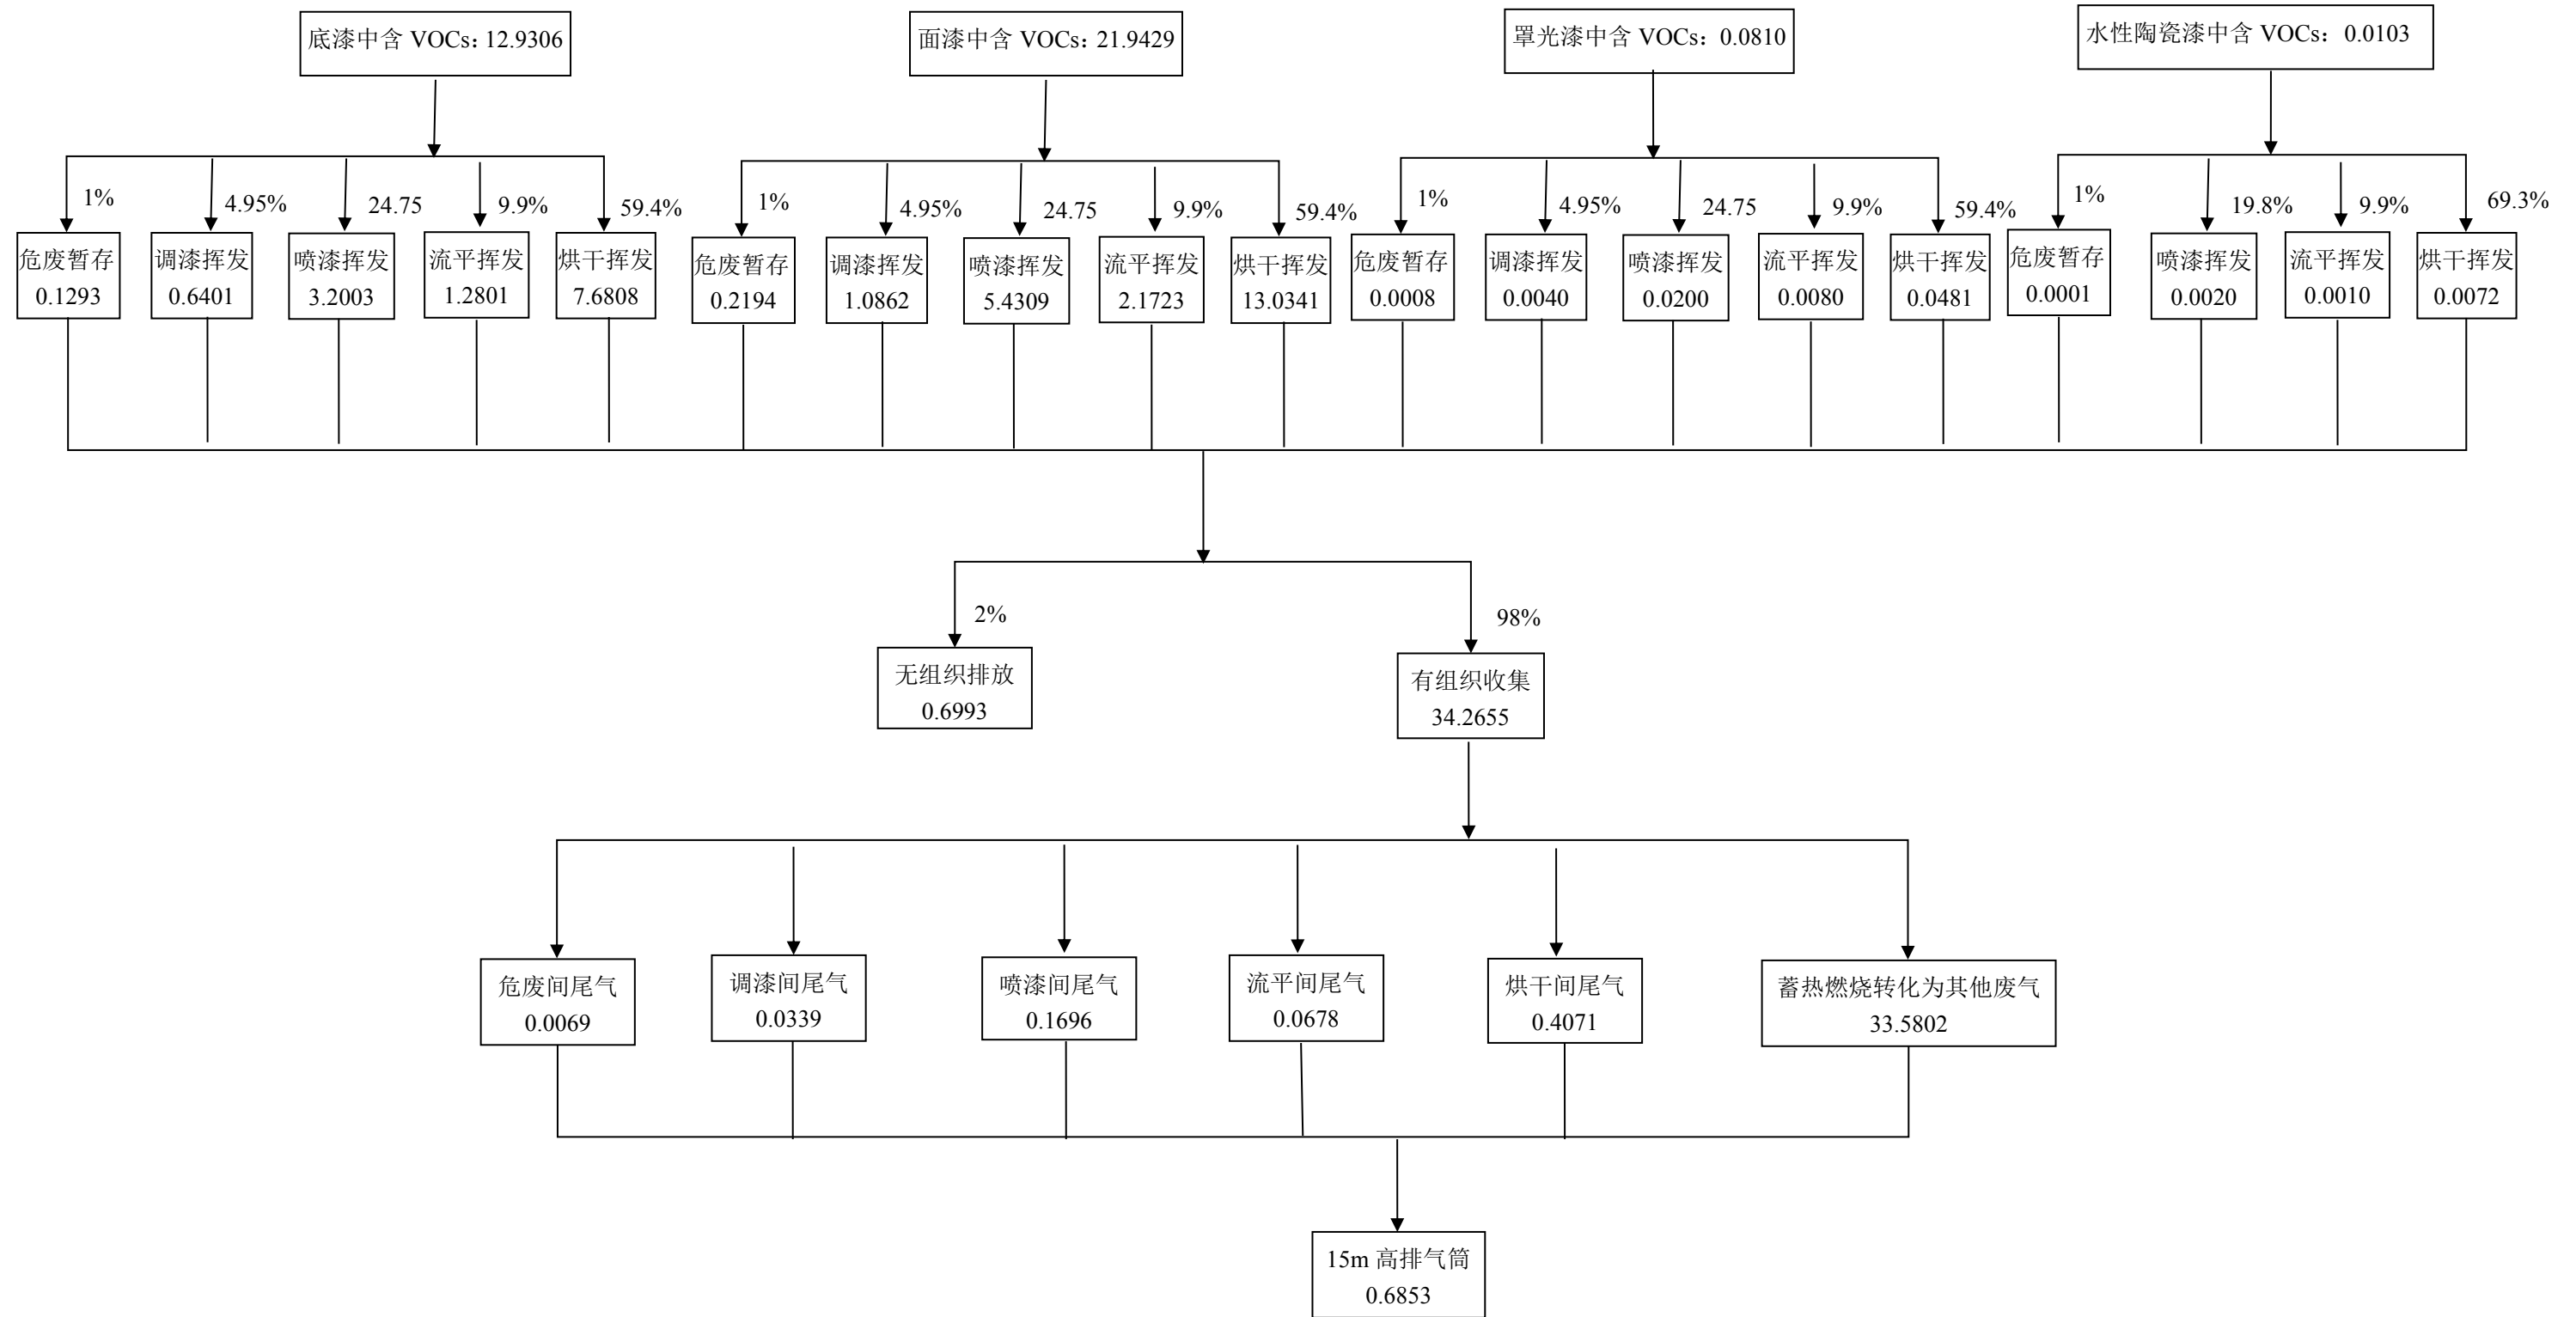 底漆中含 VOCs：12.9306
面漆中含 VOCs：21.9429
罩光漆中含 VOCs：0.0810
水性陶瓷漆中含 VOCs：0.0103
1%
4.95%
24.75
9.9%
59.4%
1%
4.95%
24.75
9.9%
59.4%
1%
4.95%
24.75
9.9%
59.4%
1%
19.8%
9.9%
69.3%
危废暂存
0.1293
调漆挥发
0.6401
喷漆挥发
3.2003
流平挥发
1.2801
烘干挥发
7.6808
危废暂存
0.2194
调漆挥发
1.0862
喷漆挥发
5.4309
流平挥发
2.1723
烘干挥发
13.0341
危废暂存
0.0008
调漆挥发
0.0040
喷漆挥发
0.0200
流平挥发
0.0080
烘干挥发
0.0481
危废暂存
0.0001
喷漆挥发
0.0020
流平挥发
0.0010
烘干挥发
0.0072
2%
98%
无组织排放
0.6993
有组织收集
34.2655
危废间尾气
0.0069
调漆间尾气
0.0339
喷漆间尾气
0.1696
流平间尾气
0.0678
烘干间尾气
0.4071
蓄热燃烧转化为其他废气
33.5802
15m 高排气筒
0.6853